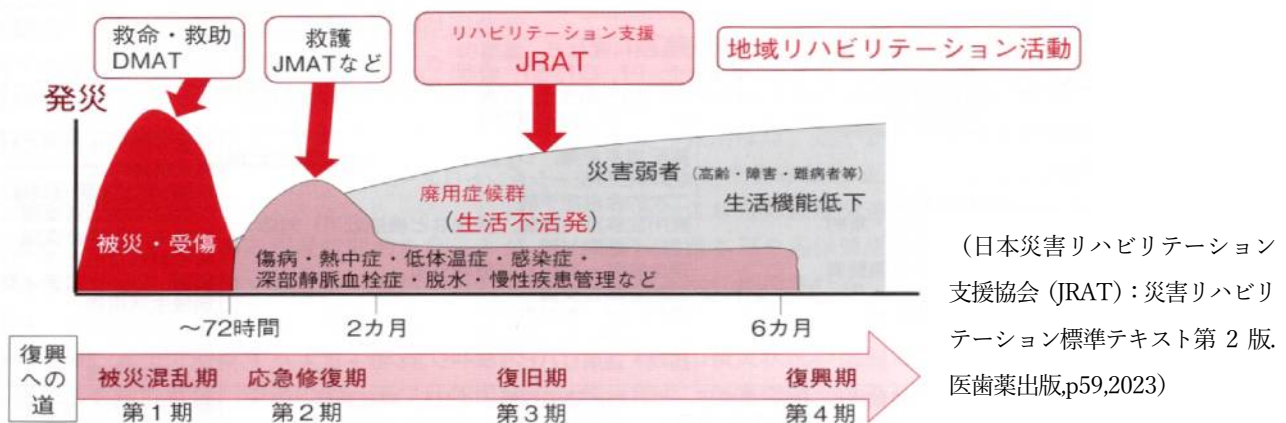 救命・救助
DMAT
救護
JMATなど
リハビリテーション支援
JRAT
地域リハビリテーション活動
発災
災害弱者（高齢・障害・難病者等）
生活機能低下
廃用症候群
（生活不活発）
被災・受傷
傷病・熱中症・低体温症・感染症・
深部静脈血栓症・脱水・慢性疾患管理など
～72時間
2カ月
6カ月
復興
への
道
被災混乱期
応急修復期
復旧期
復興期
第1期
第2期
第3期
第4期
（日本災害リハビリテーション
支援協会 (JRAT)：災害リハビリ
テーション標準テキスト第 2 版.
医歯薬出版,p59,2023）